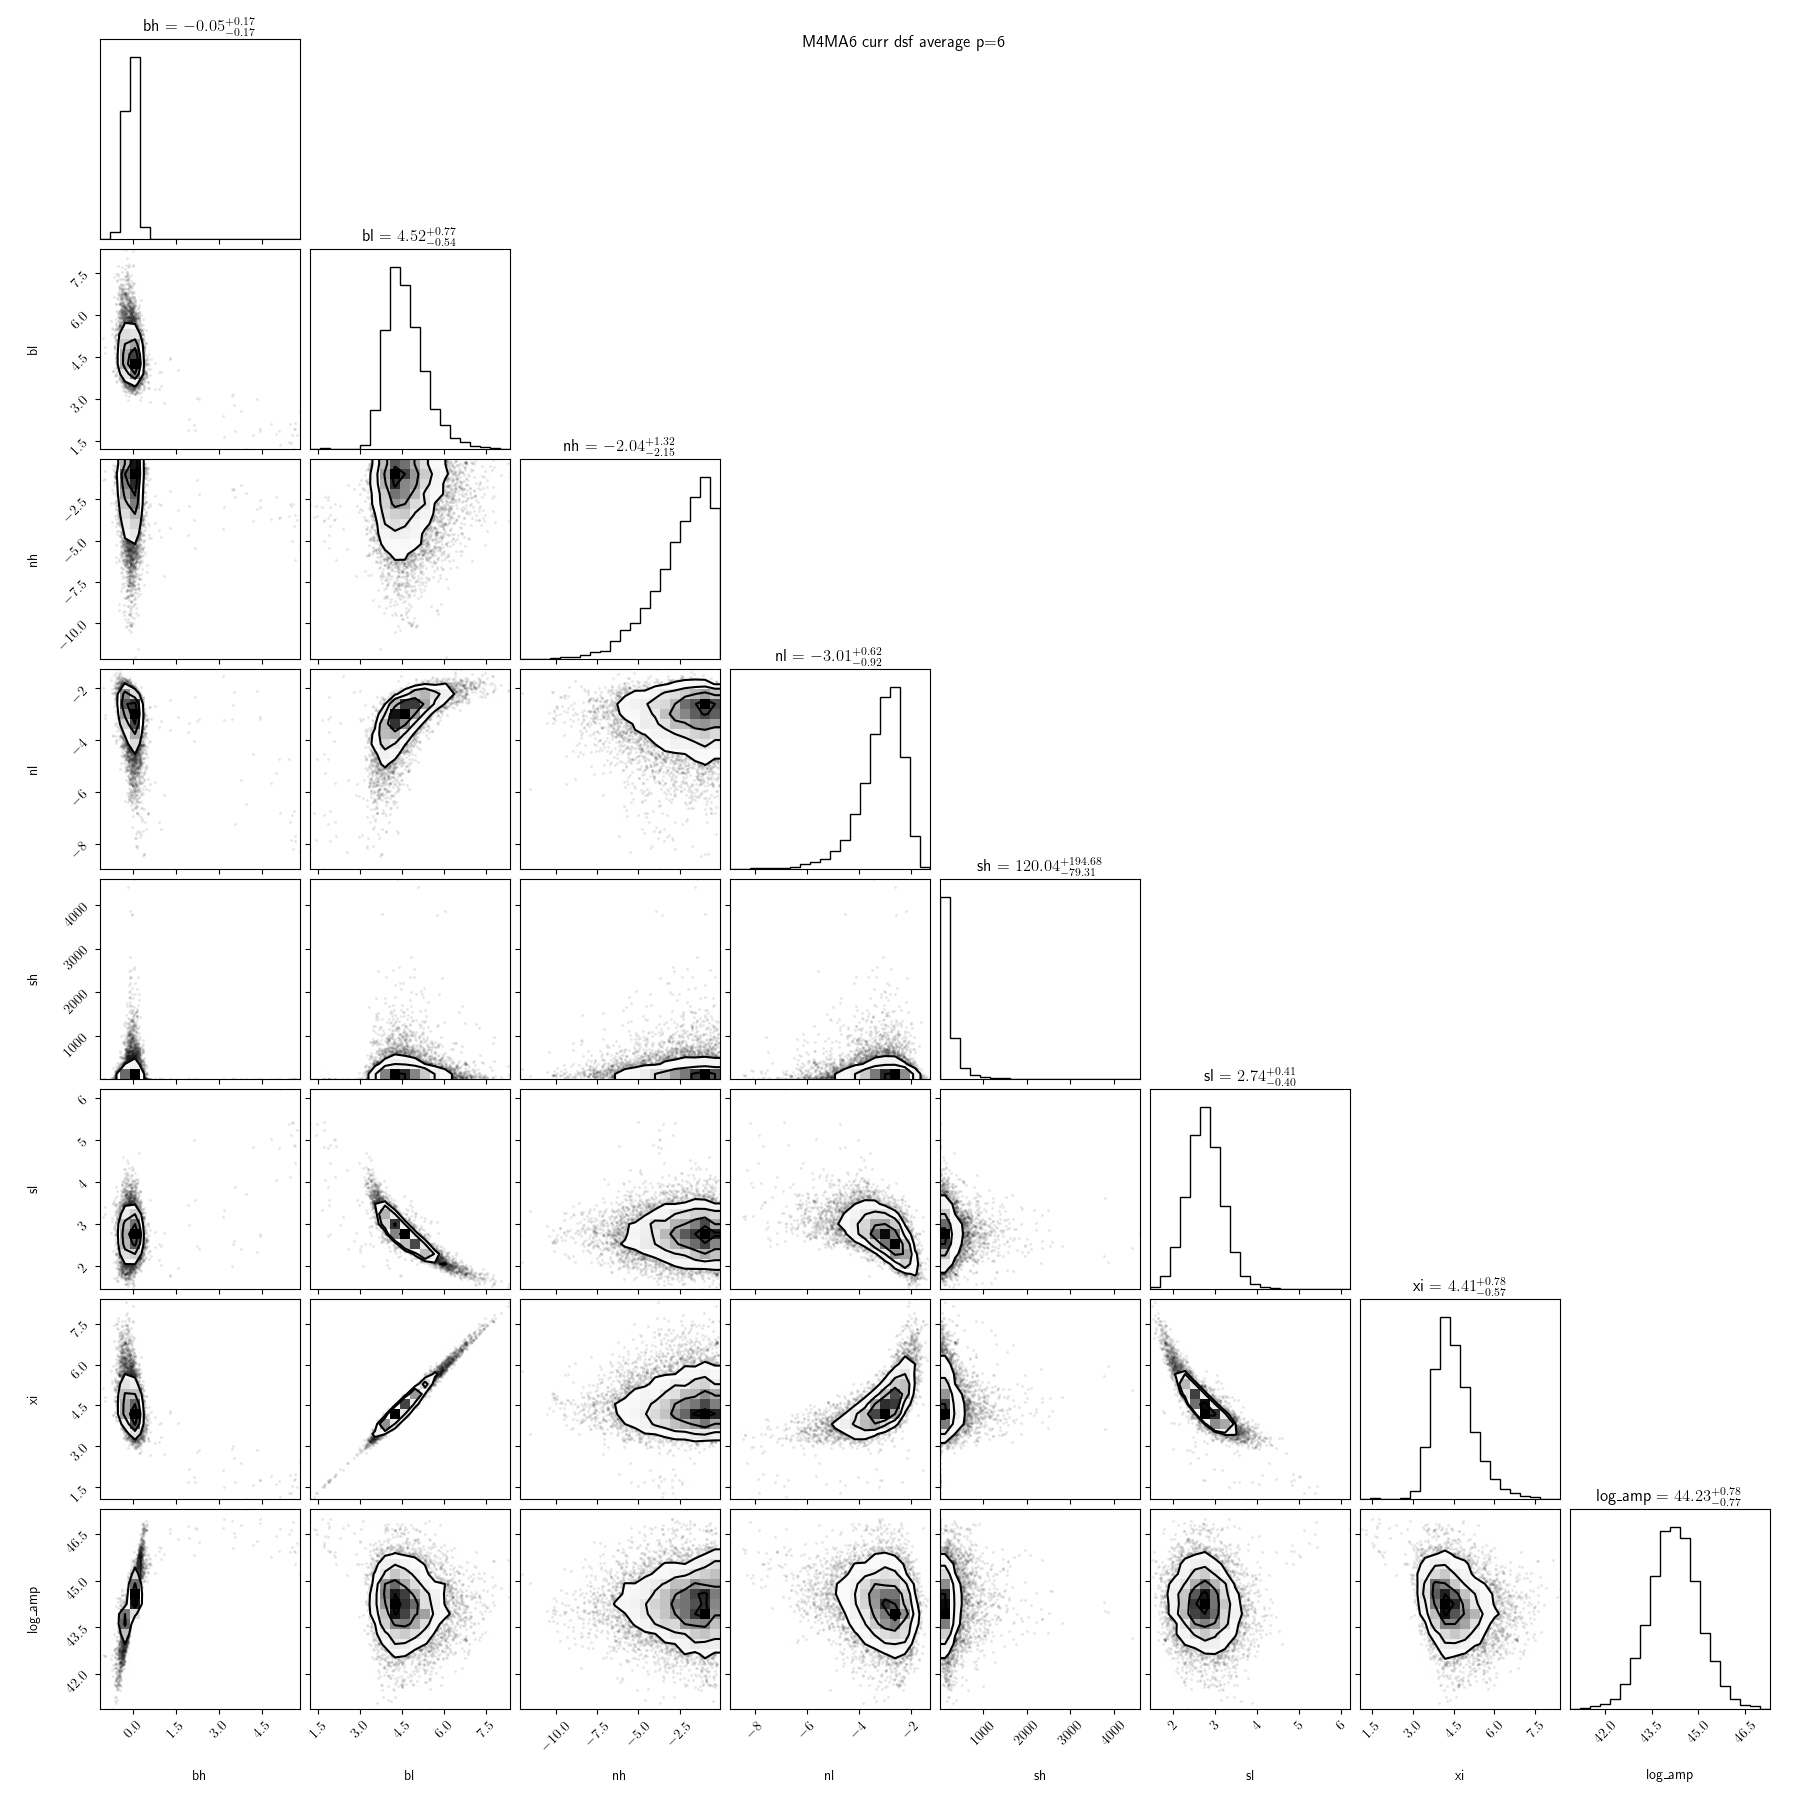 M4MA6 curr dsf average p=6
bh = −0.05+0.17−0.17
bl = 4.52+0.77−0.54
7.5
6.0
4.5
3.0
1.5
bl
nh = −2.04+1.32−2.15
−2.5
−5.0
−7.5
−10.0
nh
nl = −3.01+0.62−0.92
−2
−4
−6
−8
nl
sh = 120.04+194.68−79.31
4000
3000
2000
1000
sh
sl = 2.74+0.41−0.40
6
5
4
3
2
sl
xi = 4.41+0.78−0.57
7.5
6.0
4.5
3.0
1.5
xi
log_amp = 44.23+0.78−0.77
46.5
45.0
43.5
42.0
log_amp
0.0 1.5 3.0 4.5 1.5 3.0 4.5 6.0 7.5 −10.0 −7.5 −5.0 −2.5 −8 −6 −4 −2 1000 2000 3000 4000 2 3 4 5 6 1.5 3.0 4.5 6.0 7.5 42.0 43.5 45.0 46.5
bh bl nh nl sh sl xi log_amp